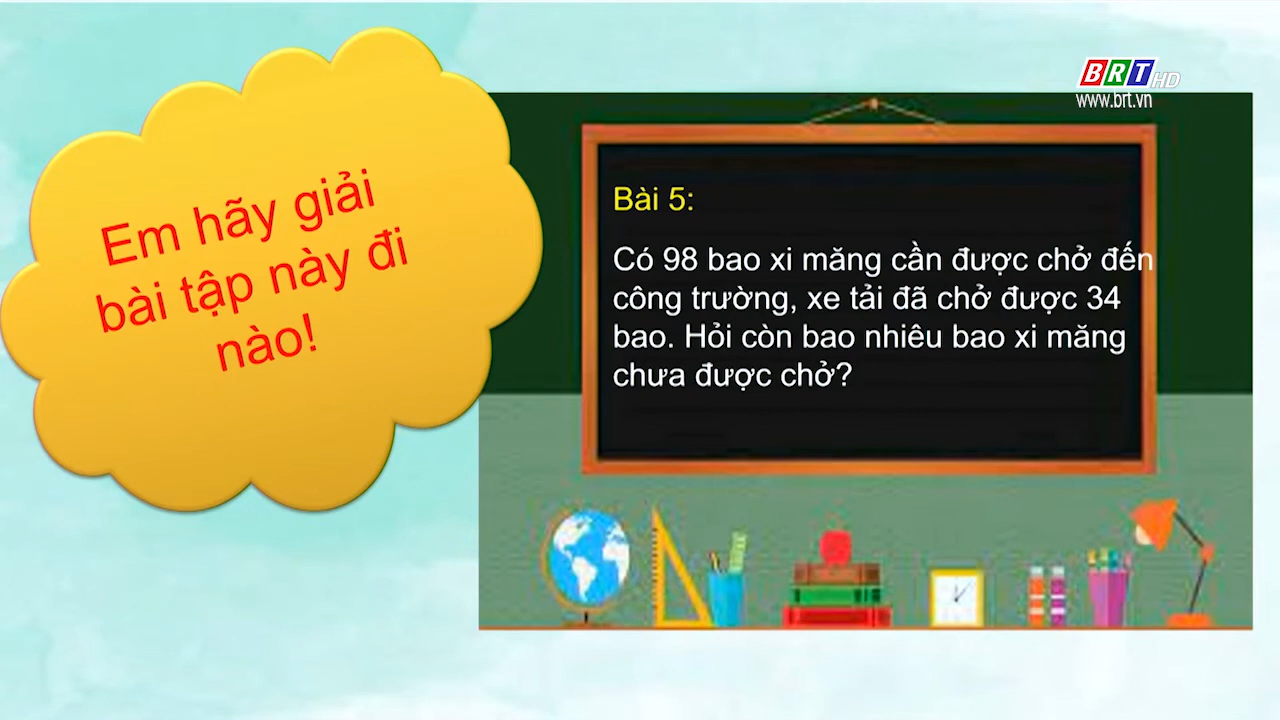 BRT HD
www.brt.vn
Em hãy giải
bài tập này đi
nào!
Bài 5:
Có 98 bao xi măng cần được chở đến
công trường, xe tải đã chở được 34
bao. Hỏi còn bao nhiêu bao xi măng
chưa được chở?